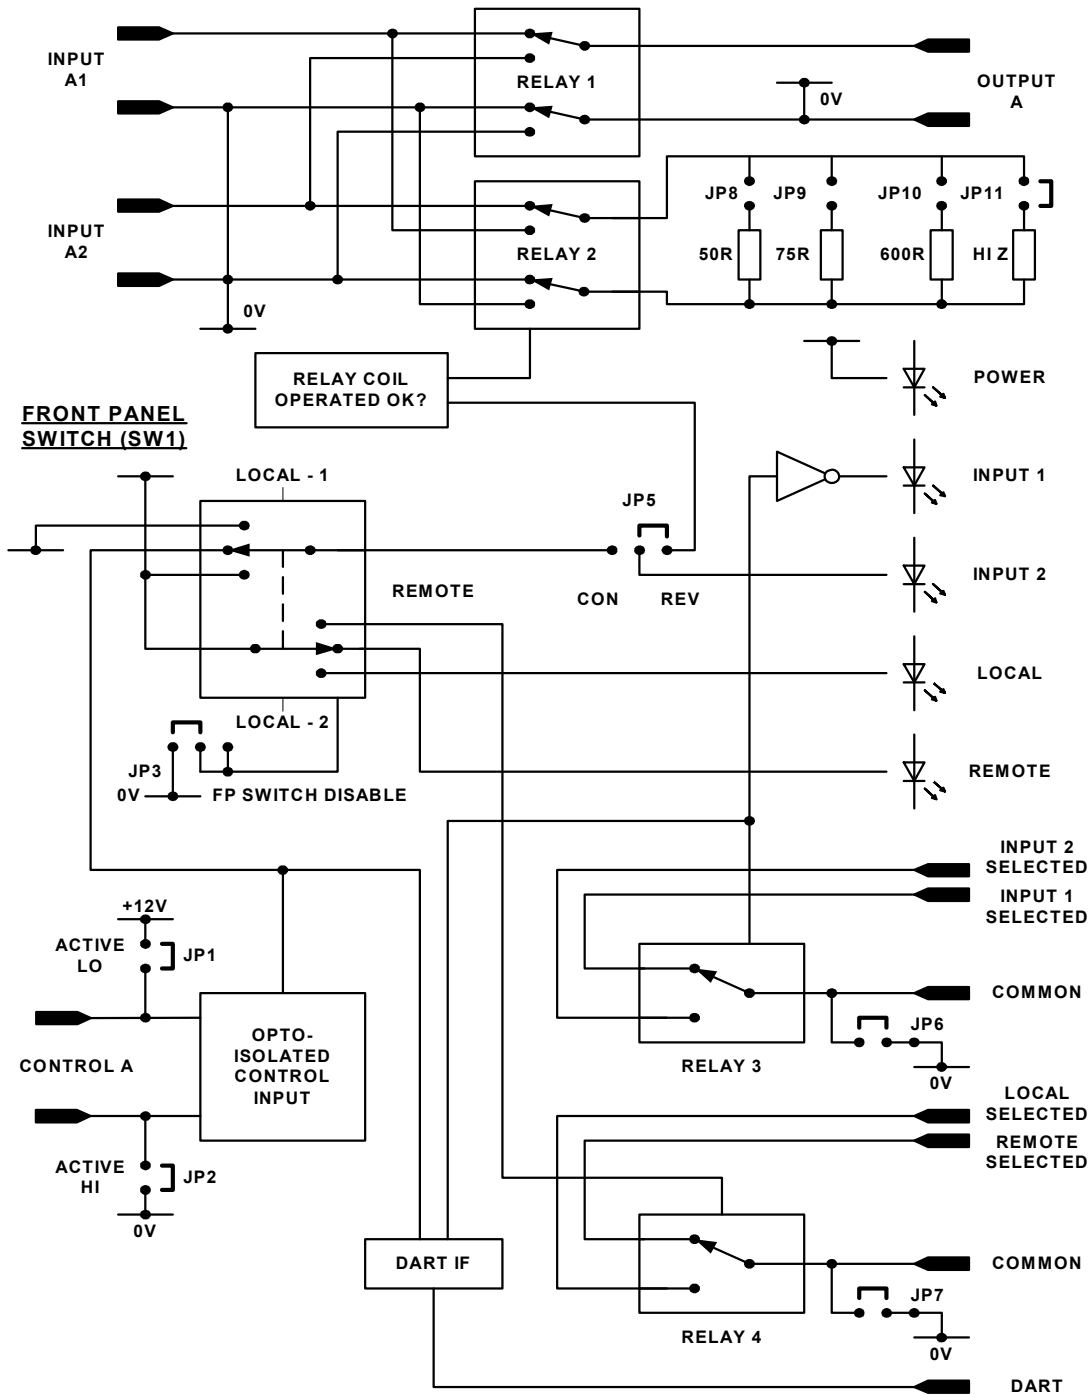 INPUT
A1
RELAY 1
0V
OUTPUT
A
INPUT
A2
RELAY 2
JP8
JP9
JP10
JP11
50R
75R
600R
HI Z
0V
RELAY COIL
OPERATED OK?
POWER
FRONT PANEL
SWITCH (SW1)
LOCAL - 1
INPUT 1
JP5
INPUT 2
REMOTE
CON
REV
LOCAL
LOCAL - 2
JP3
0V
FP SWITCH DISABLE
REMOTE
INPUT 2
SELECTED
INPUT 1
SELECTED
+12V
ACTIVE
LO
JP1
COMMON
OPTO-
ISOLATED
CONTROL
INPUT
CONTROL A
JP6
RELAY 3
0V
LOCAL
SELECTED
REMOTE
SELECTED
ACTIVE
HI
JP2
0V
DART IF
COMMON
JP7
RELAY 4
0V
DART